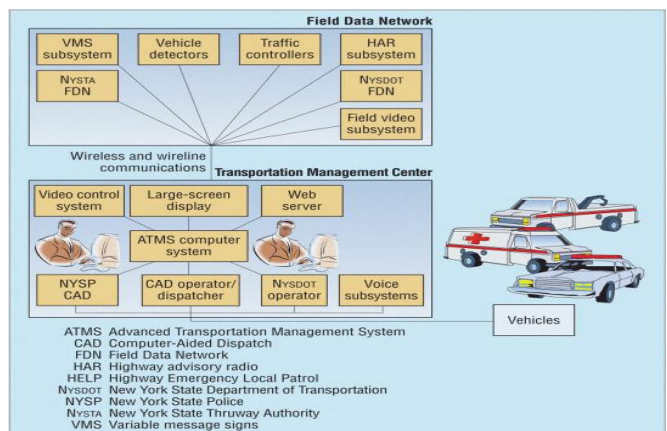 Field Data Network
VMS
subsystem
Vehicle
detectors
Traffic
controllers
HAR
subsystem
NYSTA
FDN
NYSDOT
FDN
Field video
subsystem
Wireless and wireline
communications
Transportation Management Center
Video control
system
Large-screen
display
Web
server
ATMS computer
system
NYSP
CAD
CAD operator/
dispatcher
NYSDOT
operator
Voice
subsystems
Vehicles
ATMS Advanced Transportation Management System
CAD Computer-Aided Dispatch
FDN Field Data Network
HAR Highway advisory radio
HELP Highway Emergency Local Patrol
NYSDOT New York State Department of Transportation
NYSP New York State Police
NYSTA New York State Thruway Authority
VMS Variable message signs